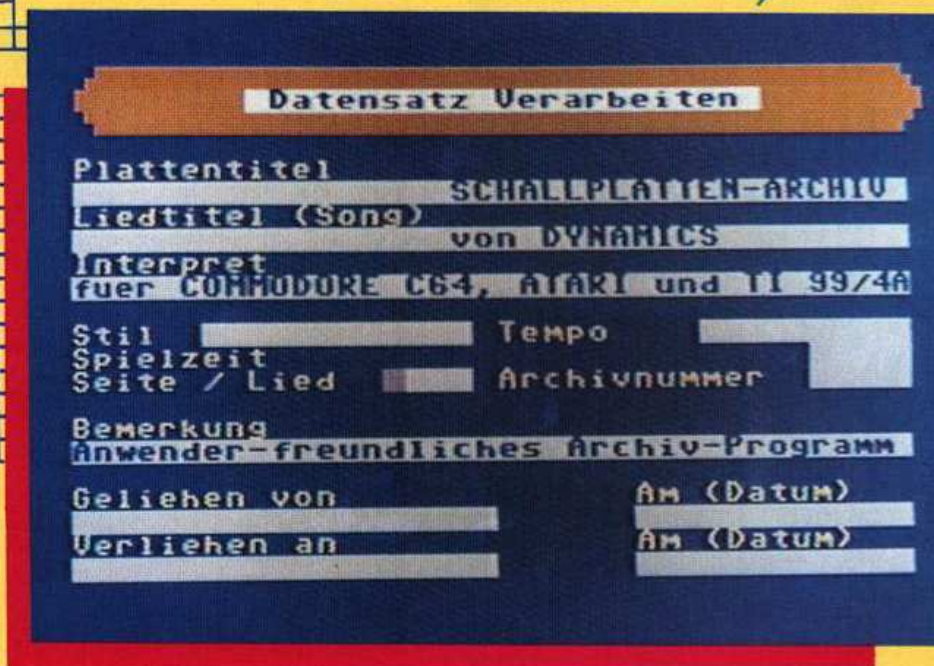 Datensatz Verarbeiten
Plattentitel
SCHALLPLATTEN-ARCHIV
Liedtitel (Song)
von DYNAMICS
Interpret
fuer COMMODORE C64, ATARI und TI 99/4A
Stil Tempo
Spielzeit
Seite / Lied Archivnummer
Bemerkung
Anwender-freundliches Archiv-Programm
Geliehen von Am (Datum)
Verliehen an Am (Datum)